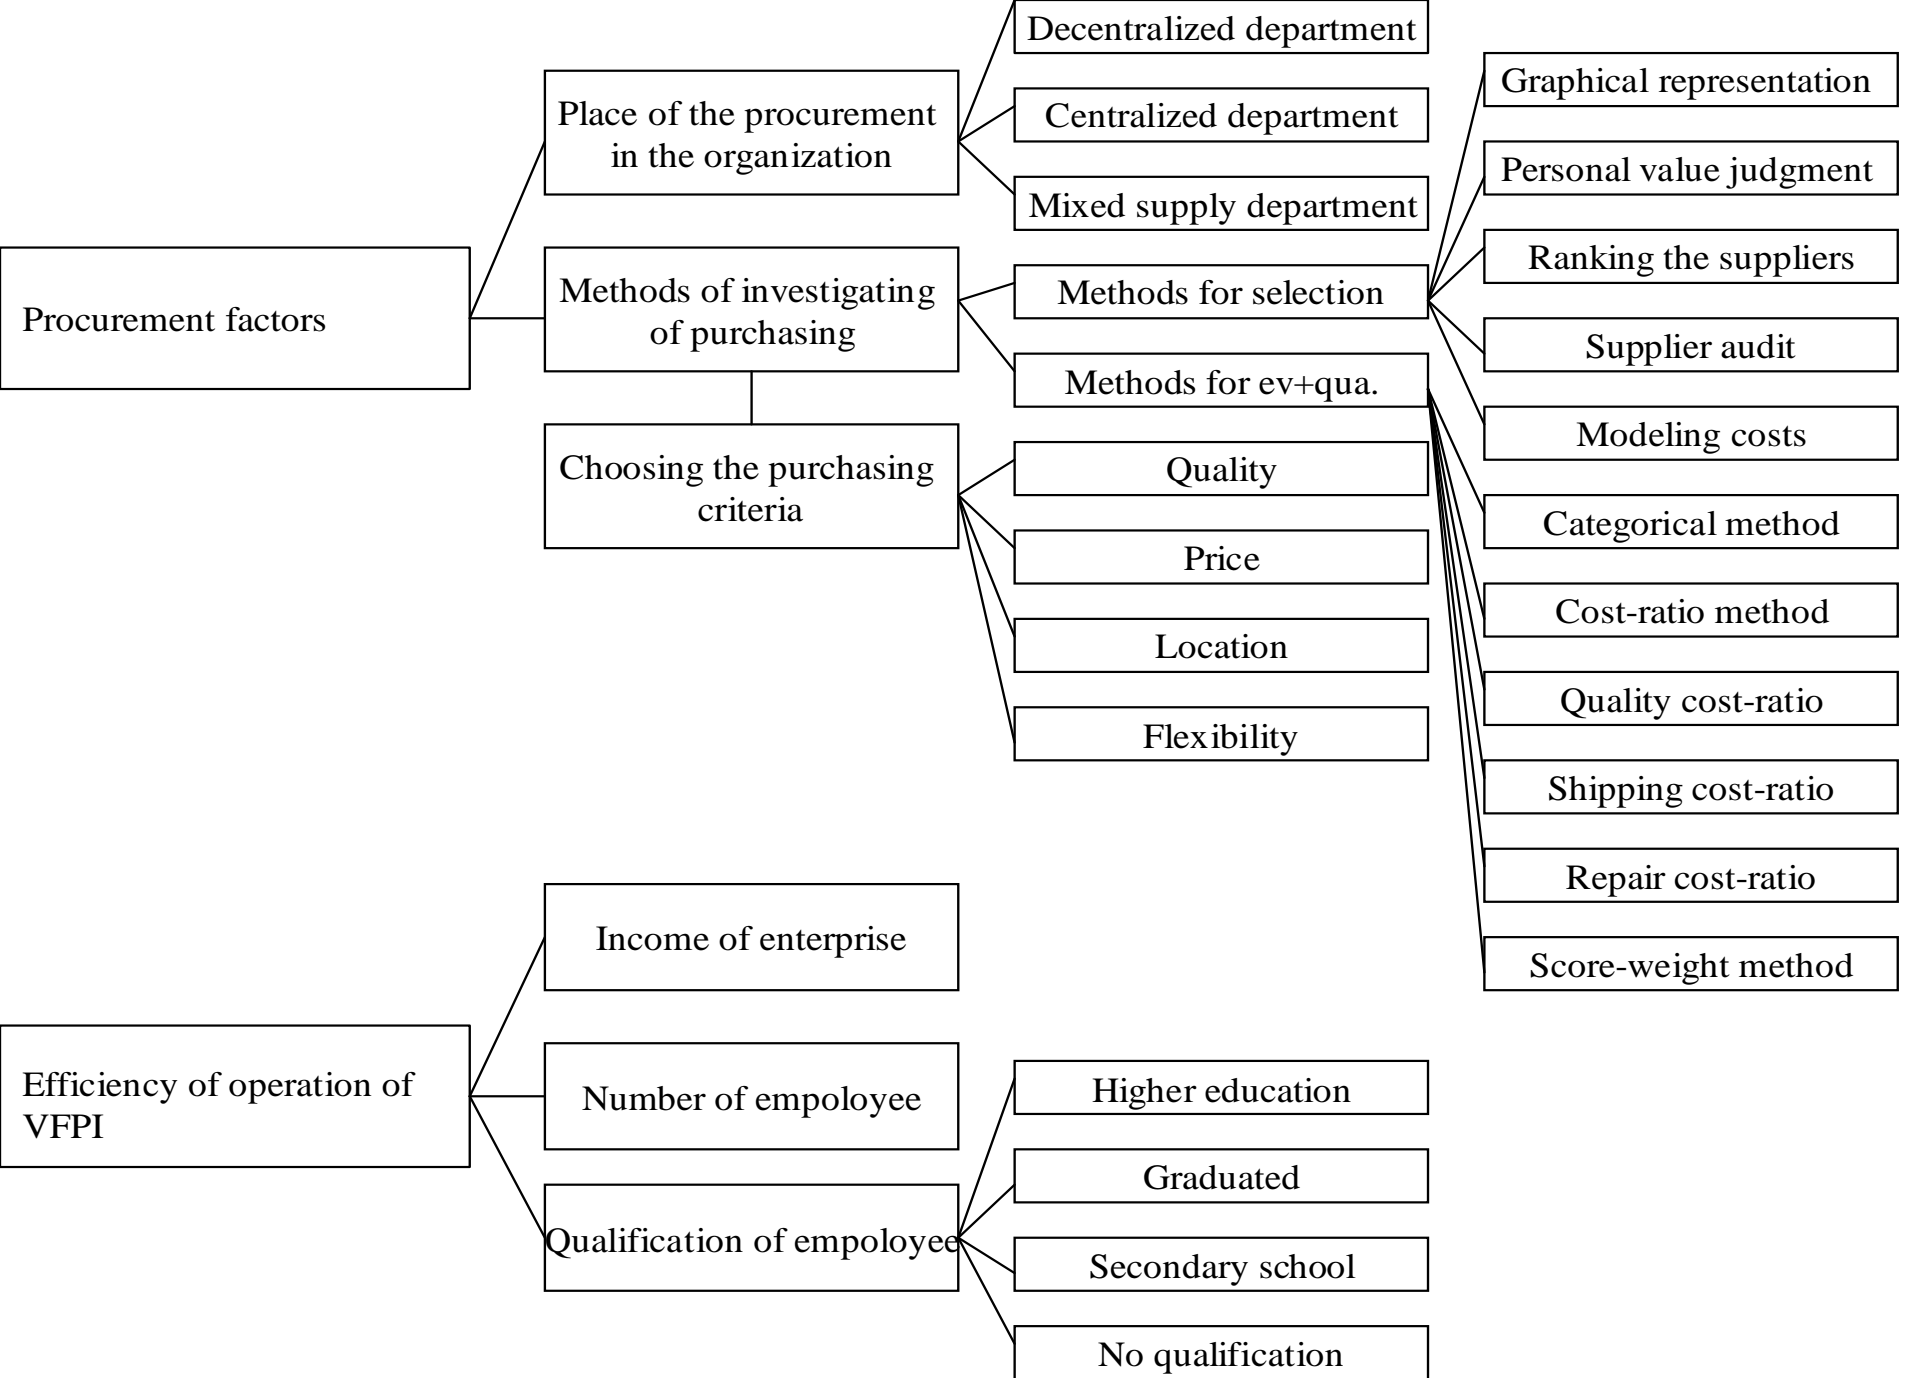 Procurement factors
Place of the procurement
in the organization
Decentralized department
Centralized department
Mixed supply department
Methods of investigating
of purchasing
Methods for selection
Graphical representation
Personal value judgment
Ranking the suppliers
Supplier audit
Modeling costs
Methods for ev+qua.
Categorical method
Cost-ratio method
Quality cost-ratio
Shipping cost-ratio
Repair cost-ratio
Score-weight method
Choosing the purchasing
criteria
Quality
Price
Location
Flexibility
Efficiency of operation of
VFPI
Income of enterprise
Number of empoloyee
Qualification of empoloyee
Higher education
Graduated
Secondary school
No qualification